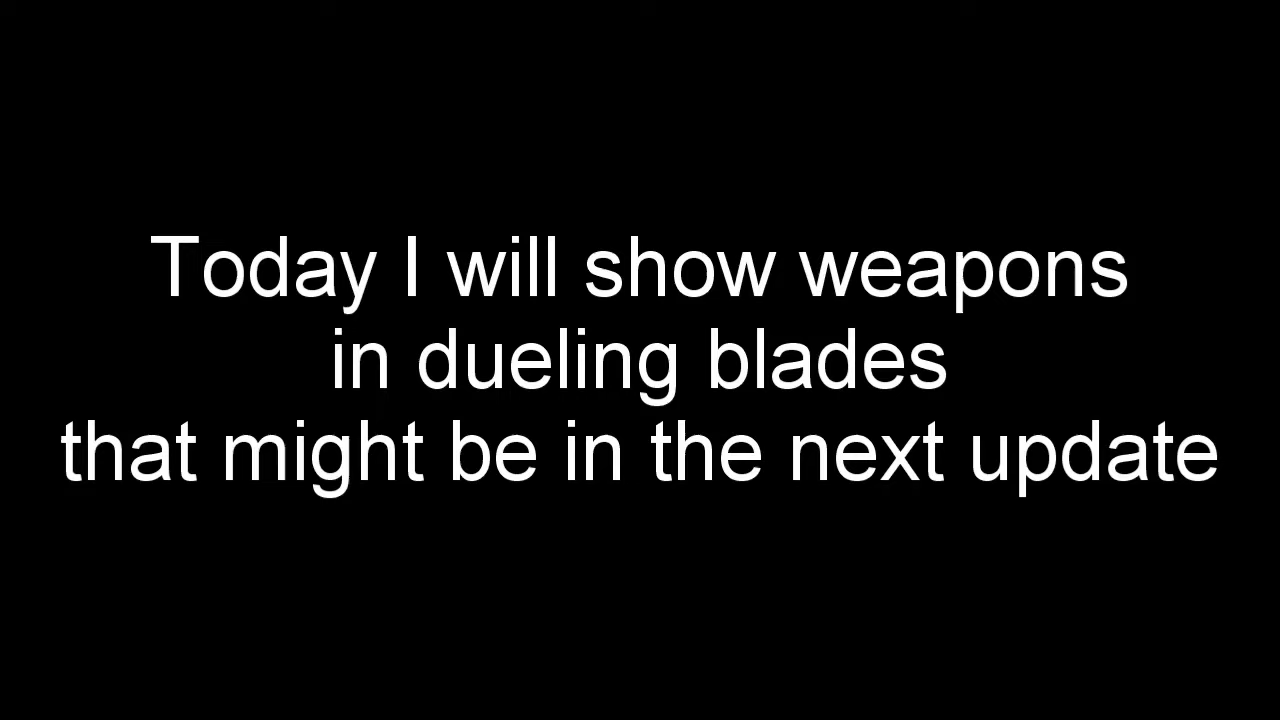 Today I will show weapons
in dueling blades
that might be in the next update